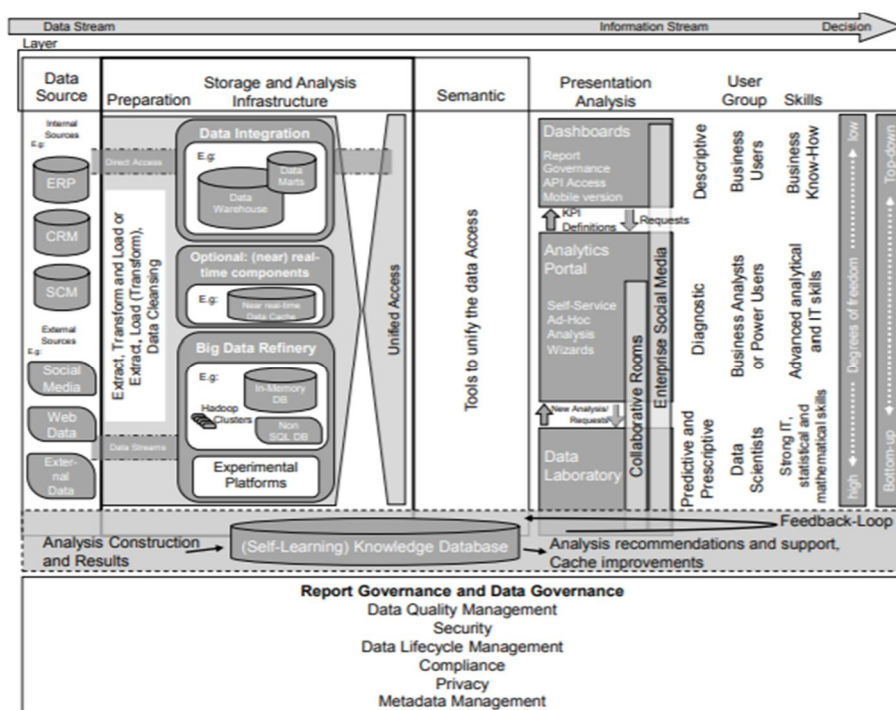 Data Stream
Information Stream
Decision
Layer
Data
Source
Preparation
Storage and Analysis
Infrastructure
Semantic
Presentation
Analysis
User
Group
Skills
Internal
Sources
E.g:
ERP
CRM
SCM
External
Sources
E.g:
Social
Media
Web
Data
Exter-
nal
Data
Direct Access
Extract, Transform and Load or
Extract, Load (Transform),
Data Cleansing
Data Streams
Data Integration
E.g:
Data
Marts
Data
Warehouse
Optional: (near) real-
time components
E.g:
Near real-time
Data Cache
Big Data Refinery
E.g:
In-Memory
DB
Hadoop
Clusters
Non
SQL DB
Experimental
Platforms
Unified Access
Tools to unify the data Access
Dashboards
Report
Governance
API Access
Mobile version
KPI
Definitions
Requests
Analytics
Portal
Self-Service
Ad-Hoc
Analysis
Wizards
New Analysis/
Requests
Data
Laboratory
Collaborative Rooms
Enterprise Social Media
Descriptive
Diagnostic
Predictive and
Prescriptive
Business
Users
Business Analysts
or Power Users
Data
Scientists
Business
Know-How
Advanced analytical
and IT skills
Strong IT,
statistical and
mathematical skills
low
Degrees of freedom
high
Top-down
Bottom-up
Feedback-Loop
Analysis Construction
and Results
(Self-Learning) Knowledge Database
Analysis recommendations and support,
Cache improvements
Report Governance and Data Governance
Data Quality Management
Security
Data Lifecycle Management
Compliance
Privacy
Metadata Management